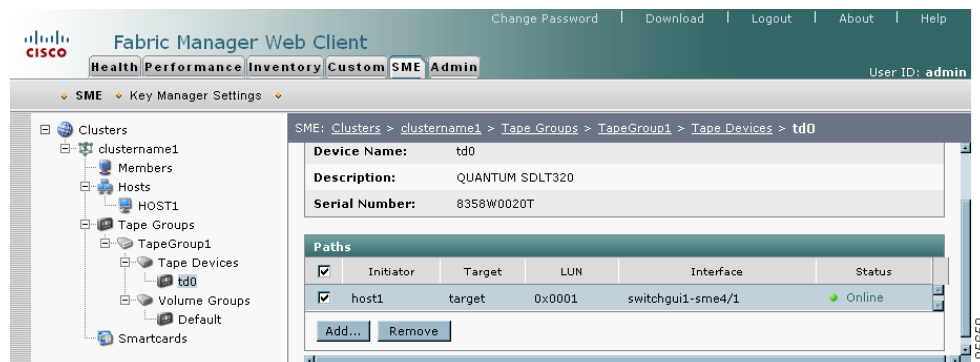 Change Password | Download | Logout | About | Help
CISCO
Fabric Manager Web Client
Health Performance Inventory Custom SME Admin
User ID: admin
SME Key Manager Settings
Clusters
clustername1
Members
Hosts
HOST1
Tape Groups
TapeGroup1
Tape Devices
td0
Volume Groups
Default
Smartcards
SME: Clusters > clustername1 > Tape Groups > TapeGroup1 > Tape Devices > td0
Device Name: td0
Description: QUANTUM SDLT320
Serial Number: 8358W0020T
Paths
Initiator Target LUN Interface Status
host1 target 0x0001 switchgui1-sme4/1 Online
Add... Remove